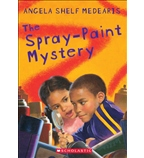 ANGELA SHELF MEDEARIS
The
Spray-Paint
Mystery
SCHOLASTIC